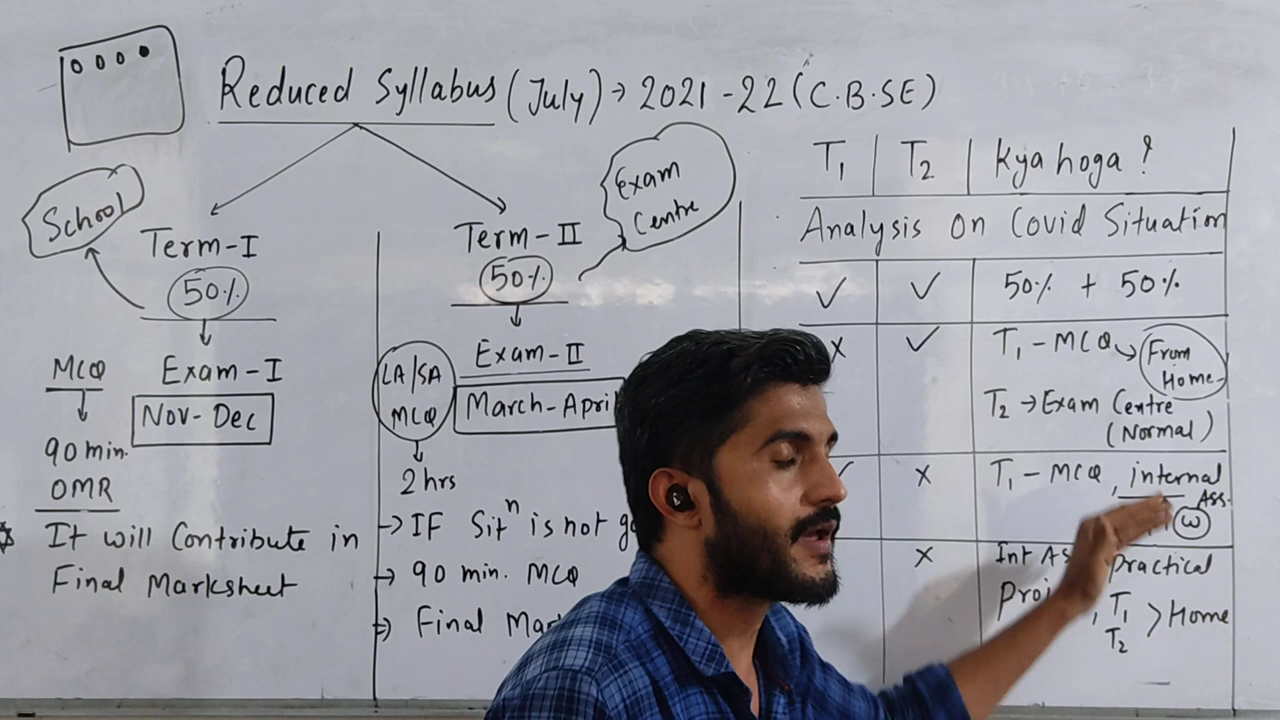 Reduced Syllabus (July) → 2021-22 (C.B.SE)
School
Term-I
50%
MCQ
Exam-I
Nov-Dec
90 min.
OMR
It will Contribute in
Final Marksheet
Exam
Centre
Term-II
50%
Exam-II
LA/SA
MCQ
March-April
2 hrs
→ IF Sitⁿ is not
→ 90 min. MCQ
→ Final
T₁ T₂ Kya hoga?
Analysis On Covid Situation
✓ ✓ 50% + 50%
x ✓ T₁-MCQ From
Home
T₂ → Exam Centre
(Normal)
✓ x T₁-MCQ, internal
Ass.
W
x Int practical
, T₁
T₂ > Home